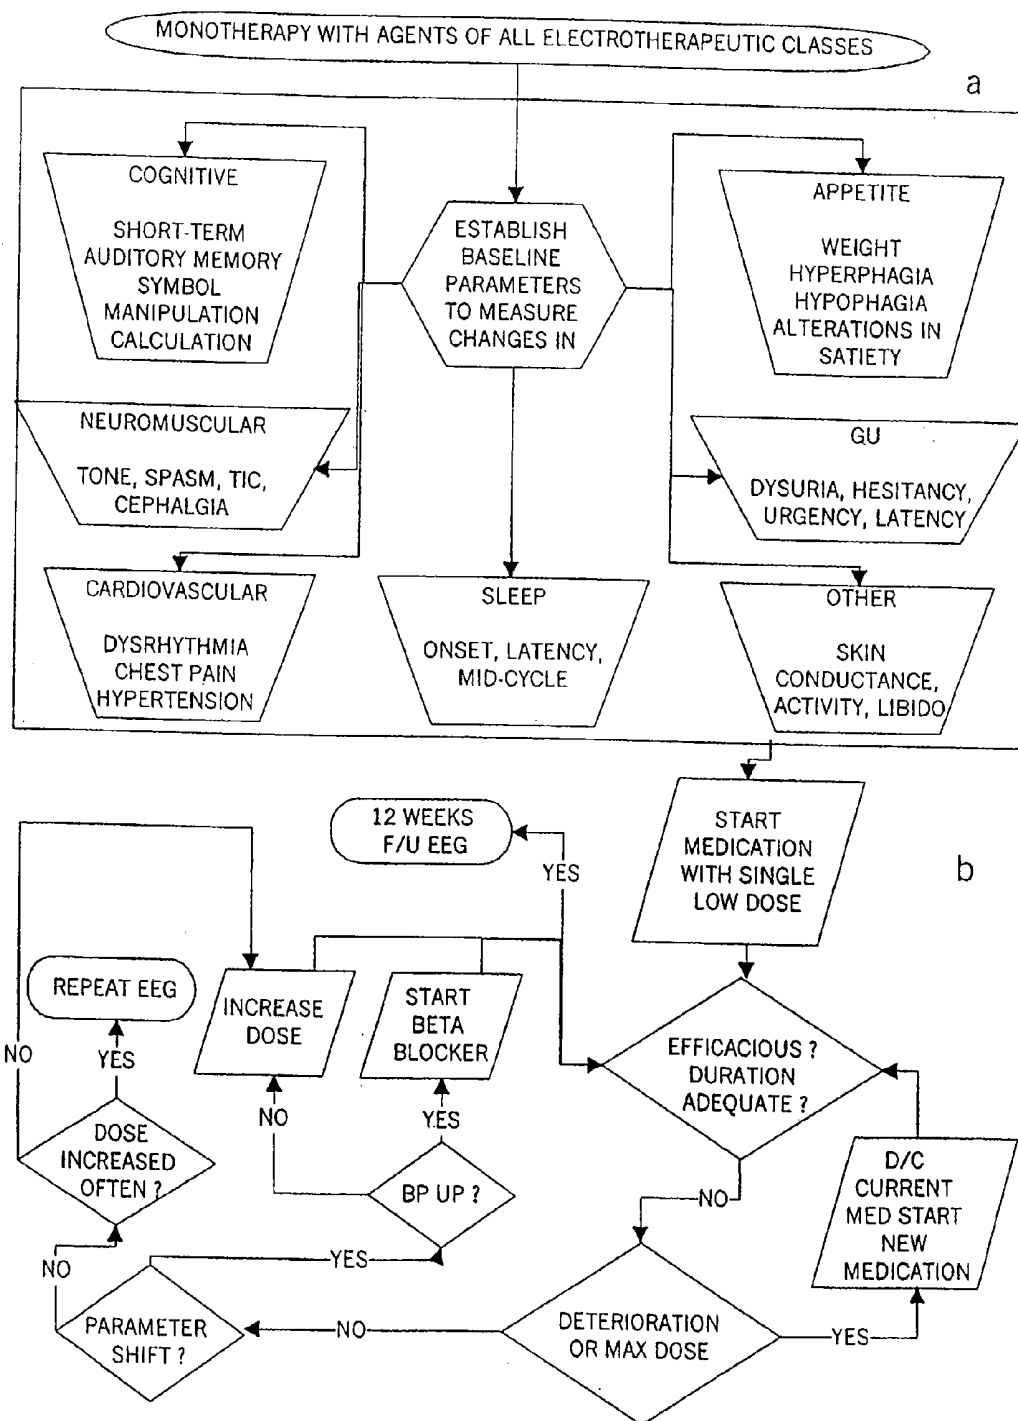 MONOTHERAPY WITH AGENTS OF ALL ELECTROTHERAPEUTIC CLASSES
a
COGNITIVE
SHORT-TERM
AUDITORY MEMORY
SYMBOL
MANIPULATION
CALCULATION
ESTABLISH
BASELINE
PARAMETERS
TO MEASURE
CHANGES IN
APPETITE
WEIGHT
HYPERPHAGIA
HYPOPHAGIA
ALTERATIONS IN
SATIETY
NEUROMUSCULAR
TONE, SPASM, TIC,
CEPHALGIA
GU
DYSURIA, HESITANCY,
URGENCY, LATENCY
CARDIOVASCULAR
DYSRHYTHMIA
CHEST PAIN
HYPERTENSION
SLEEP
ONSET, LATENCY,
MID-CYCLE
OTHER
SKIN
CONDUCTANCE,
ACTIVITY, LIBIDO
12 WEEKS
F/U EEG
YES
START
MEDICATION
WITH SINGLE
LOW DOSE
b
REPEAT EEG
INCREASE
DOSE
START
BETA
BLOCKER
EFFICACIOUS ?
DURATION
ADEQUATE ?
NO
YES
NO
YES
DOSE
INCREASED
OFTEN ?
BP UP ?
NO
D/C
CURRENT
MED START
NEW
MEDICATION
NO
YES
PARAMETER
SHIFT ?
NO
DETERIORATION
OR MAX DOSE
YES